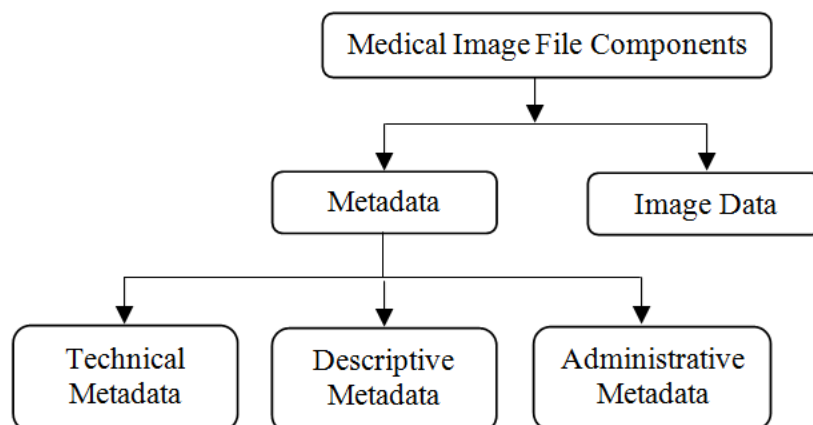 Medical Image File Components
Metadata
Image Data
Technical
Metadata
Descriptive
Metadata
Administrative
Metadata